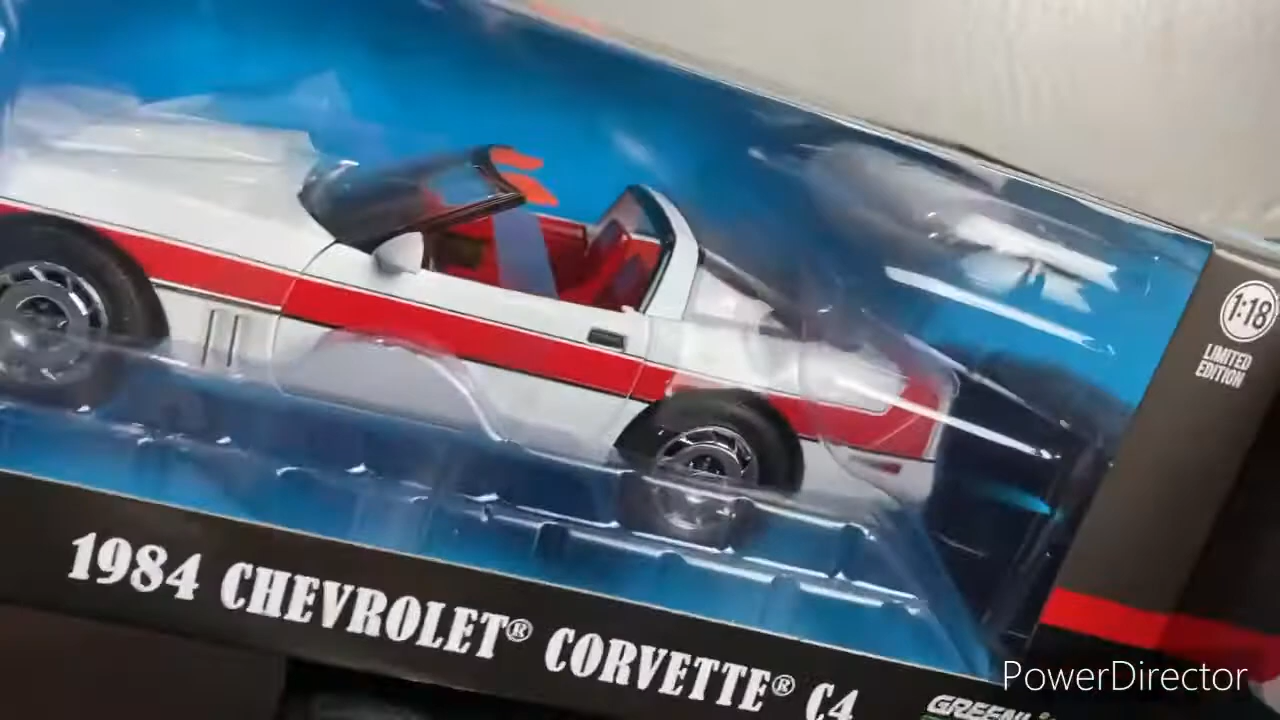 1:18
LIMITED
EDITION
1984 CHEVROLET® CORVETTE® C4
PowerDirector